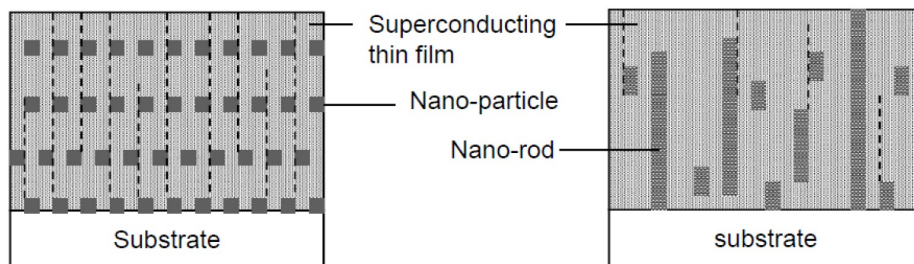 Superconducting
thin film
Nano-particle
Nano-rod
Substrate
substrate